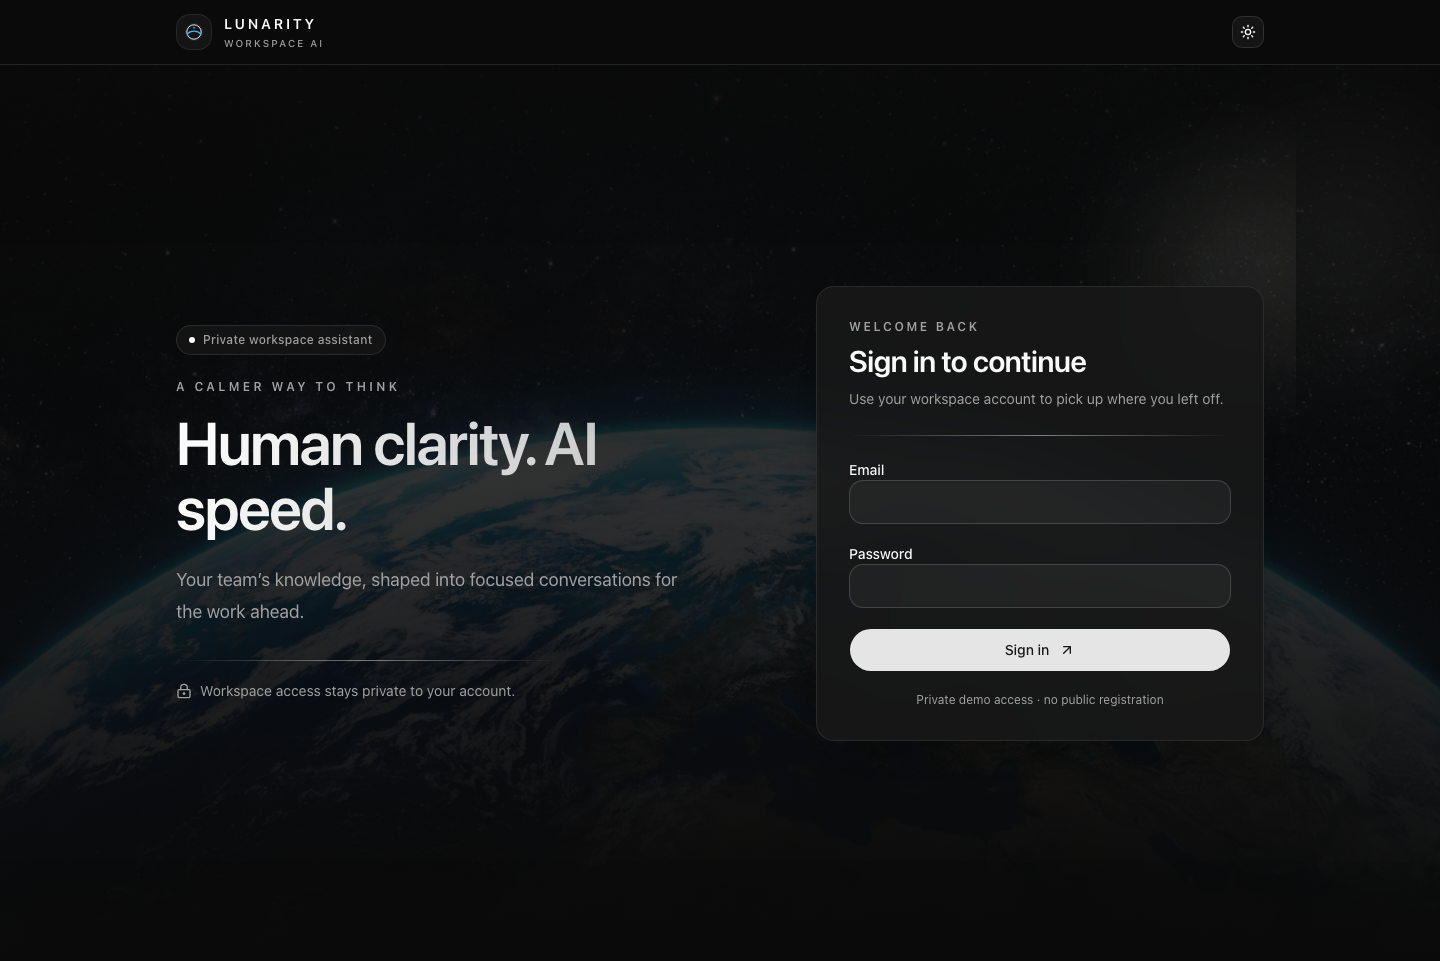 LUNARITY
WORKSPACE AI
Private workspace assistant
A CALMER WAY TO THINK
Human clarity. AI
speed.
Your team’s knowledge, shaped into focused conversations for
the work ahead.
Workspace access stays private to your account.
WELCOME BACK
Sign in to continue
Use your workspace account to pick up where you left off.
Email
Password
Sign in
Private demo access · no public registration